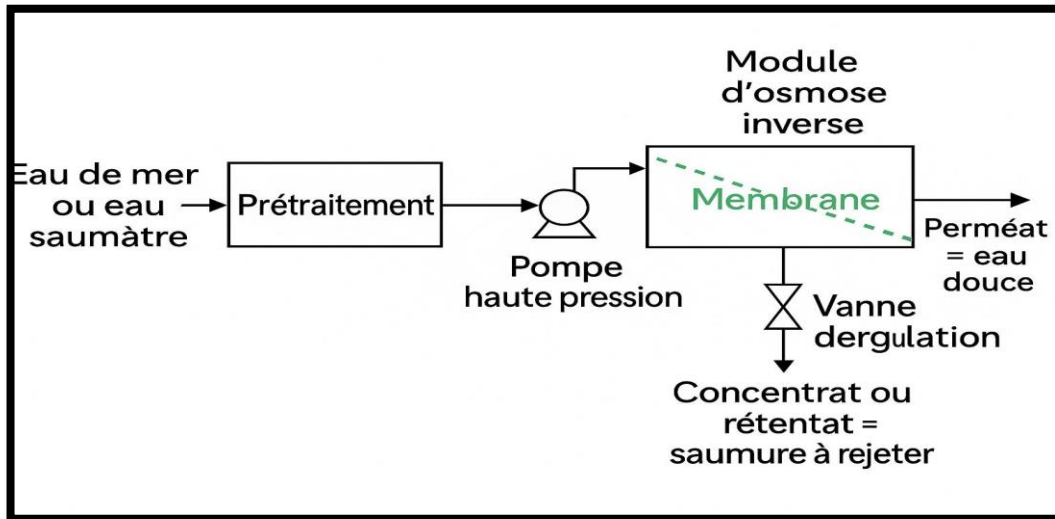 Eau de mer
ou eau
saumàtre
Prétraitement
Pompe
haute pression
Module
d'osmose
inverse
Membrane
Perméat
= eau
douce
Vanne
dergulation
Concentrat ou
rétentat =
saumure à rejeter